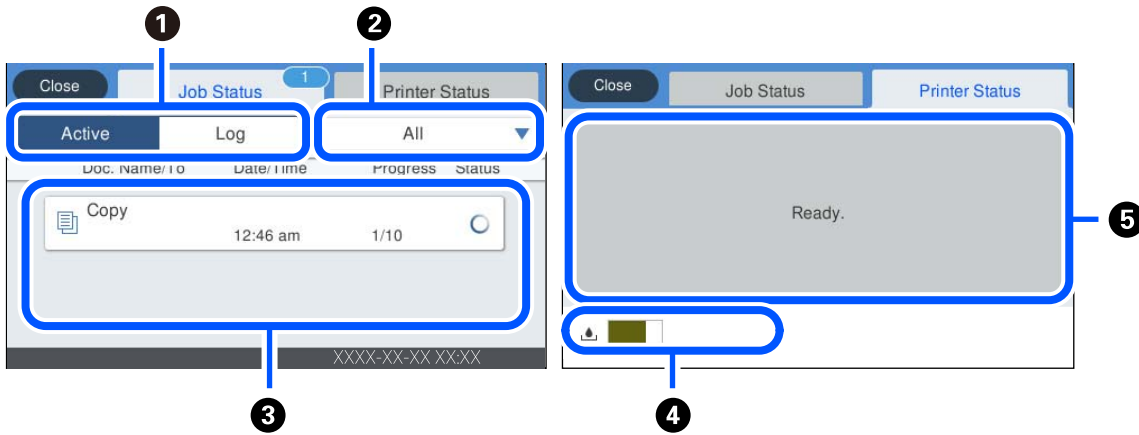 1 2
Close Job Status 1 Printer Status
Active Log All
Doc. Name/To Date/Time Progress Status
Copy
12:46 am 1/10
XXXX-XX-XX XX:XX
3
Close Job Status Printer Status
Ready.
5
4